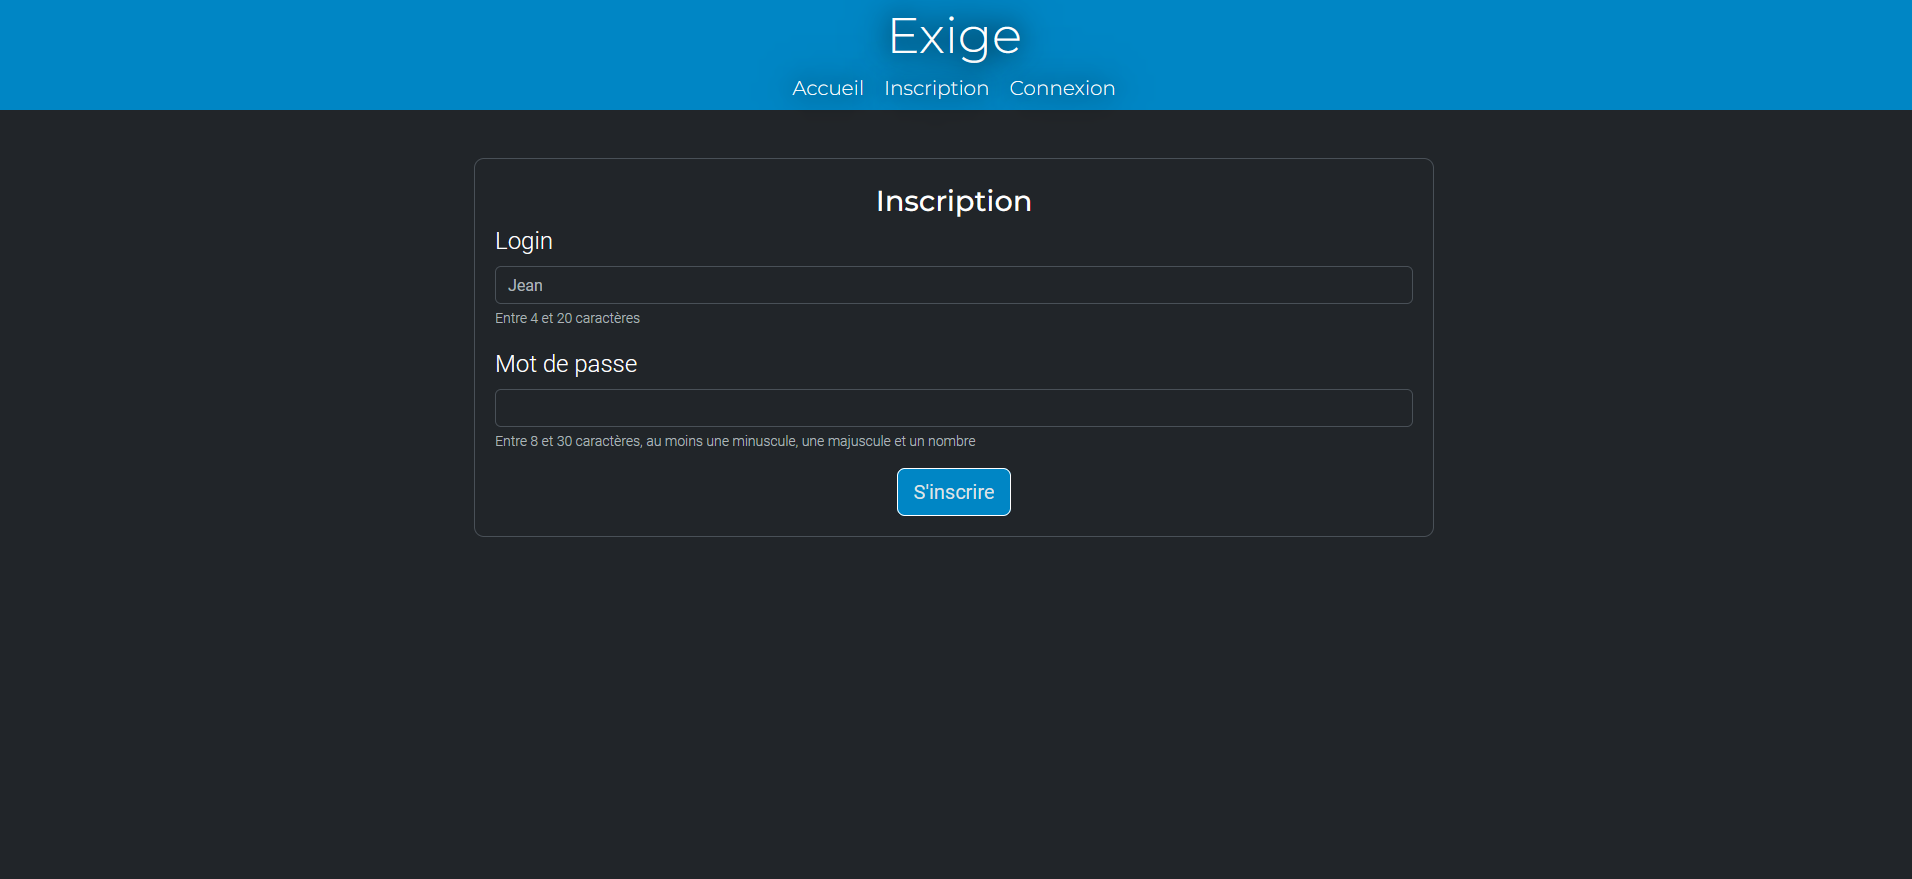 Exige
Accueil Inscription Connexion
Inscription
Login
Jean
Entre 4 et 20 caractères
Mot de passe
Entre 8 et 30 caractères, au moins une minuscule, une majuscule et un nombre
S'inscrire